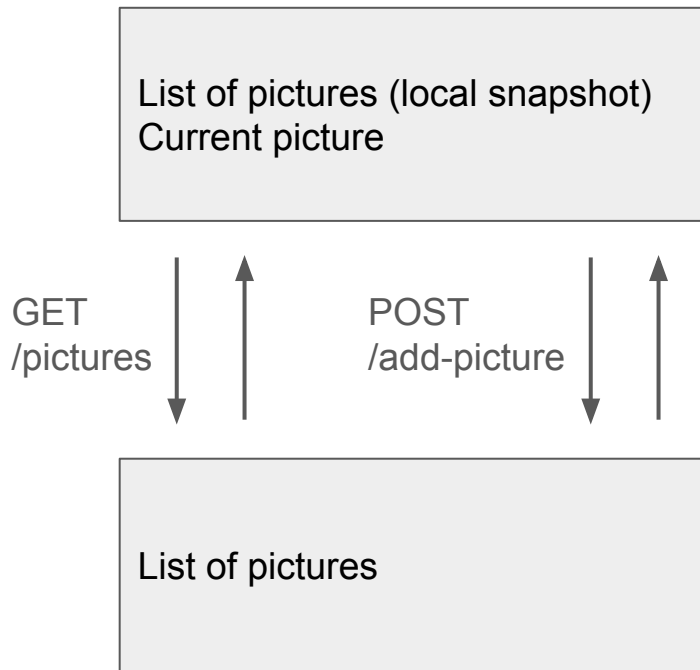 List of pictures (local snapshot)
Current picture
GET
/pictures
POST
/add-picture
List of pictures